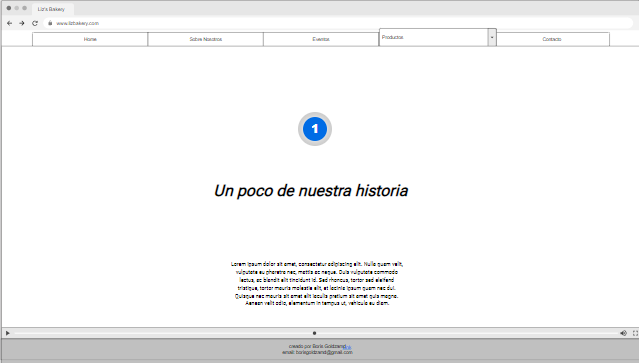 Liz's Bakery
www.lizbakery.com
Home Sobre Nosotros Eventos Productos Contacto
1
Un poco de nuestra historia
Lorem ipsum dolor sit amet, consectetur adipiscing elit. Nulla quam velit,
vulputate eu pharetra nec, mattis ac neque. Duis vulputate commodo
lectus, ac blandit elit tincidunt id. Sed rhoncus, tortor sed eleifend
tristique, tortor mauris molestie elit, et lacinia ipsum quam nec dui.
Quisque nec mauris sit amet elit iaculis pretium sit amet quis magna.
Aenean velit odio, elementum in tempus ut, vehicula eu diam.
creado por Boris Goldzamd
email: borisgoldzamd@gmail.com